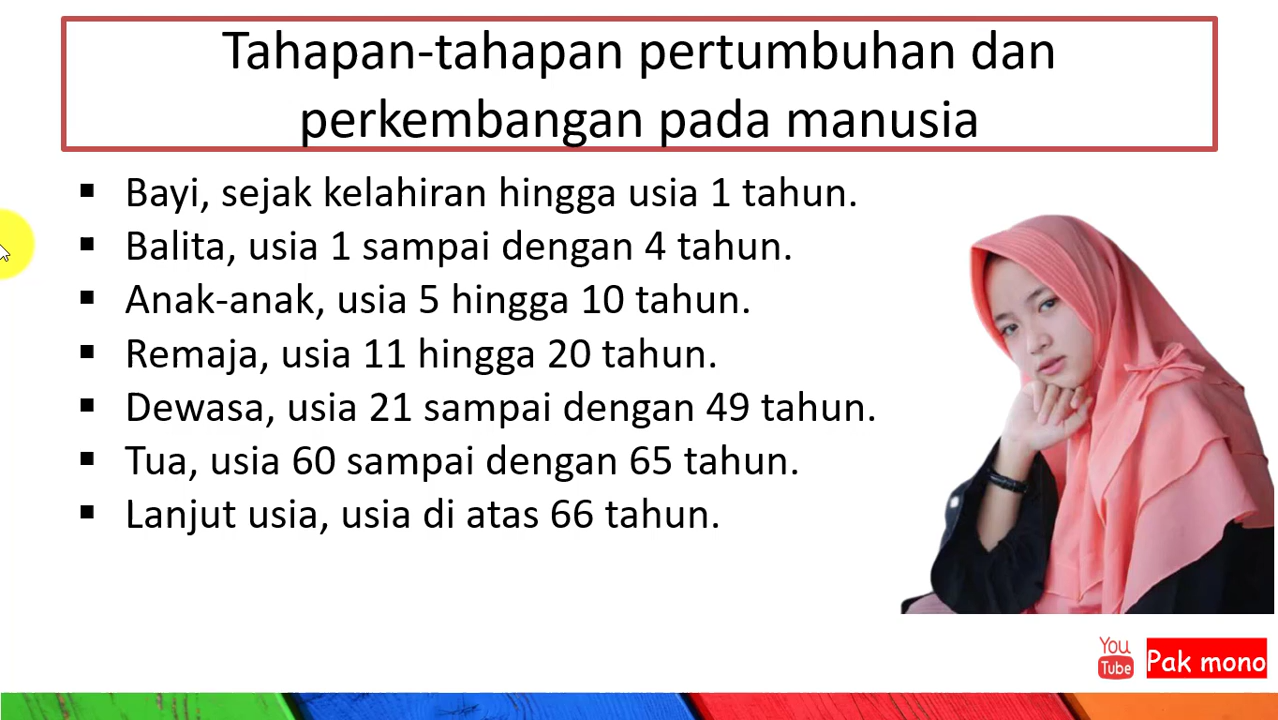 Tahapan-tahapan pertumbuhan dan
perkembangan pada manusia
▪ Bayi, sejak kelahiran hingga usia 1 tahun.
▪ Balita, usia 1 sampai dengan 4 tahun.
▪ Anak-anak, usia 5 hingga 10 tahun.
▪ Remaja, usia 11 hingga 20 tahun.
▪ Dewasa, usia 21 sampai dengan 49 tahun.
▪ Tua, usia 60 sampai dengan 65 tahun.
▪ Lanjut usia, usia di atas 66 tahun.
You
Tube
Pak mono